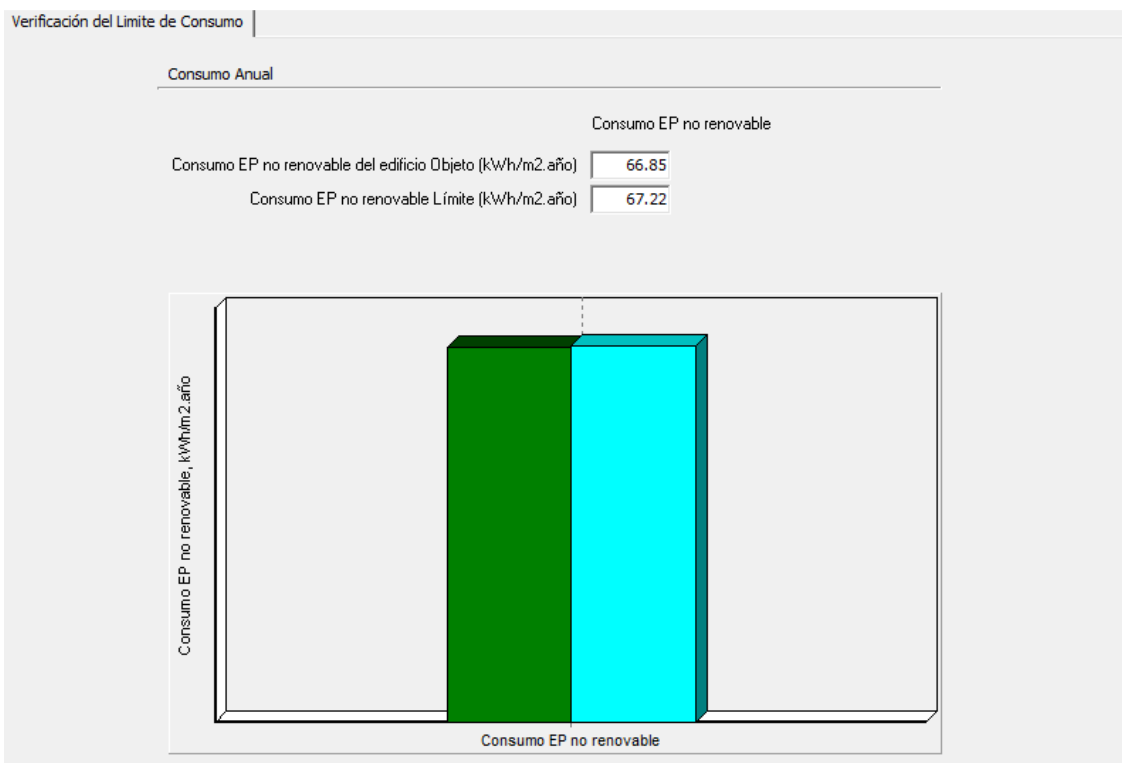 Verificación del Limite de Consumo
Consumo Anual
Consumo EP no renovable
Consumo EP no renovable del edificio Objeto (kWh/m2.año) 66.85
Consumo EP no renovable Límite (kWh/m2.año) 67.22
Consumo EP no renovable, kWh/m2.año
Consumo EP no renovable